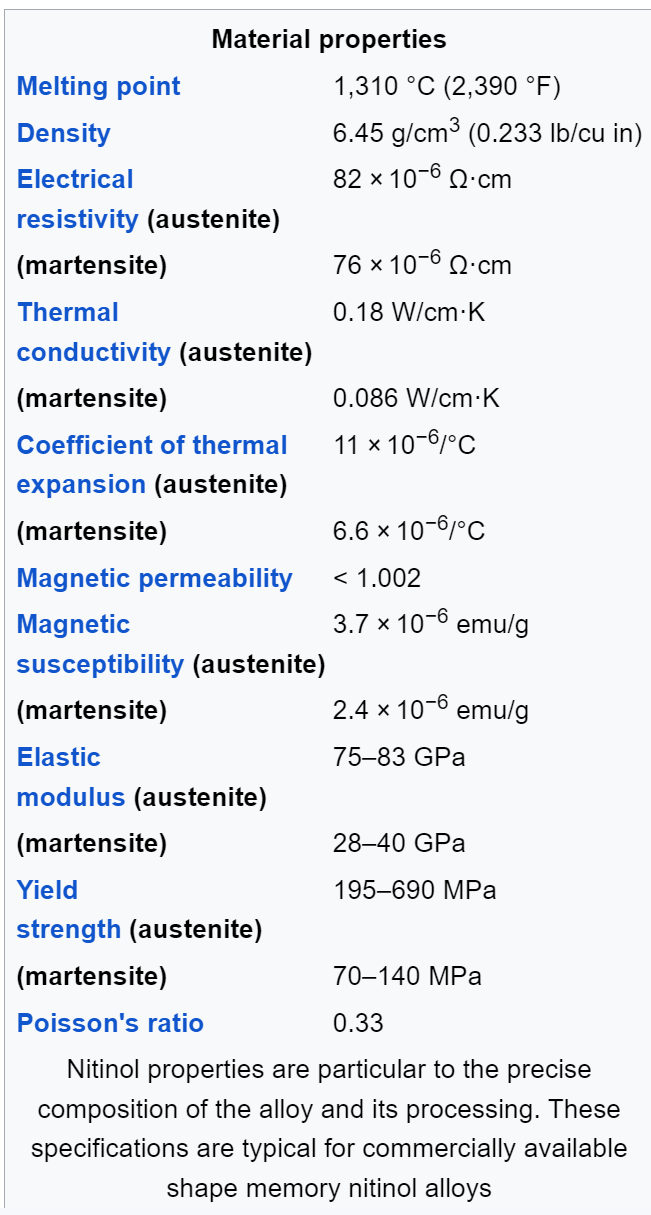 Material properties
Melting point 1,310 °C (2,390 °F)
Density 6.45 g/cm³ (0.233 lb/cu in)
Electrical 82 × 10⁻⁶ Ω·cm
resistivity (austenite)
(martensite) 76 × 10⁻⁶ Ω·cm
Thermal 0.18 W/cm·K
conductivity (austenite)
(martensite) 0.086 W/cm·K
Coefficient of thermal 11 × 10⁻⁶/°C
expansion (austenite)
(martensite) 6.6 × 10⁻⁶/°C
Magnetic permeability < 1.002
Magnetic 3.7 × 10⁻⁶ emu/g
susceptibility (austenite)
(martensite) 2.4 × 10⁻⁶ emu/g
Elastic 75–83 GPa
modulus (austenite)
(martensite) 28–40 GPa
Yield 195–690 MPa
strength (austenite)
(martensite) 70–140 MPa
Poisson's ratio 0.33
Nitinol properties are particular to the precise
composition of the alloy and its processing. These
specifications are typical for commercially available
shape memory nitinol alloys